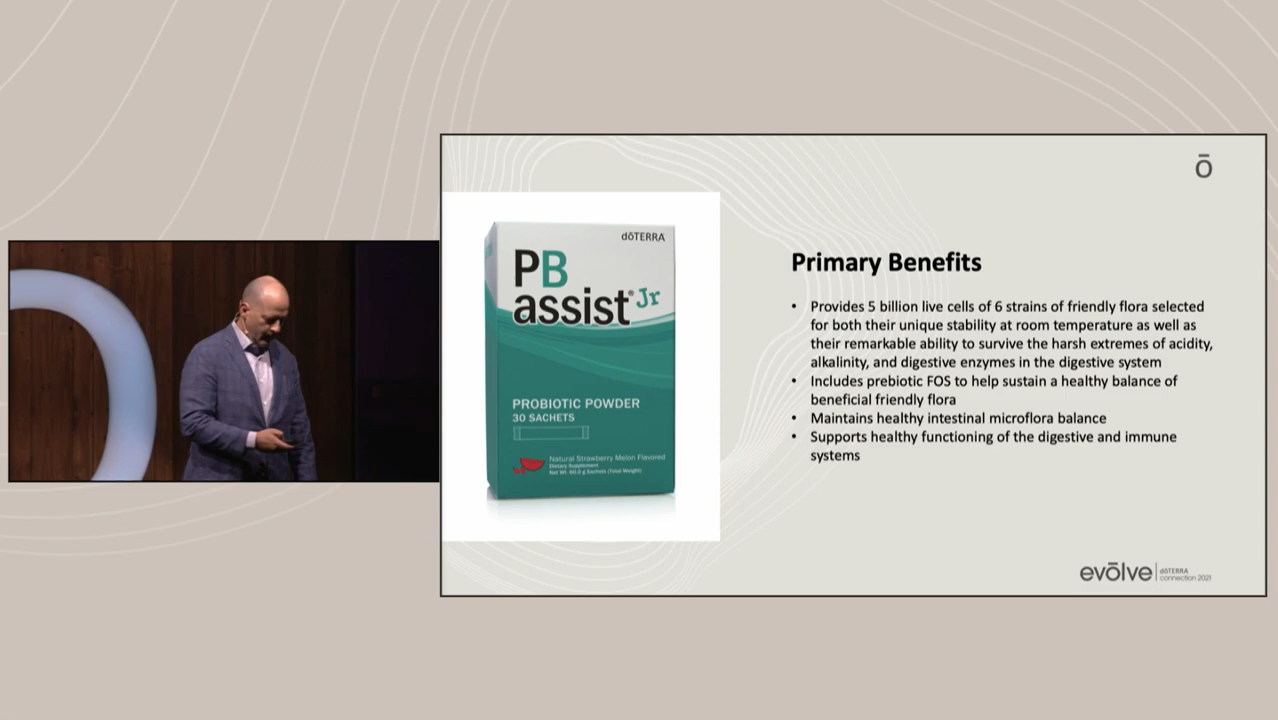 ō
dōTERRA
PB
assist® Jr
PROBIOTIC POWDER
30 SACHETS
Natural Strawberry Melon Flavored
Dietary Supplement
Net Wt. 60.0 g Sachets (Total Weight)
Primary Benefits
• Provides 5 billion live cells of 6 strains of friendly flora selected
for both their unique stability at room temperature as well as
their remarkable ability to survive the harsh extremes of acidity,
alkalinity, and digestive enzymes in the digestive system
• Includes prebiotic FOS to help sustain a healthy balance of
beneficial friendly flora
• Maintains healthy intestinal microflora balance
• Supports healthy functioning of the digestive and immune
systems
evōlve
dōTERRA
connection 2021